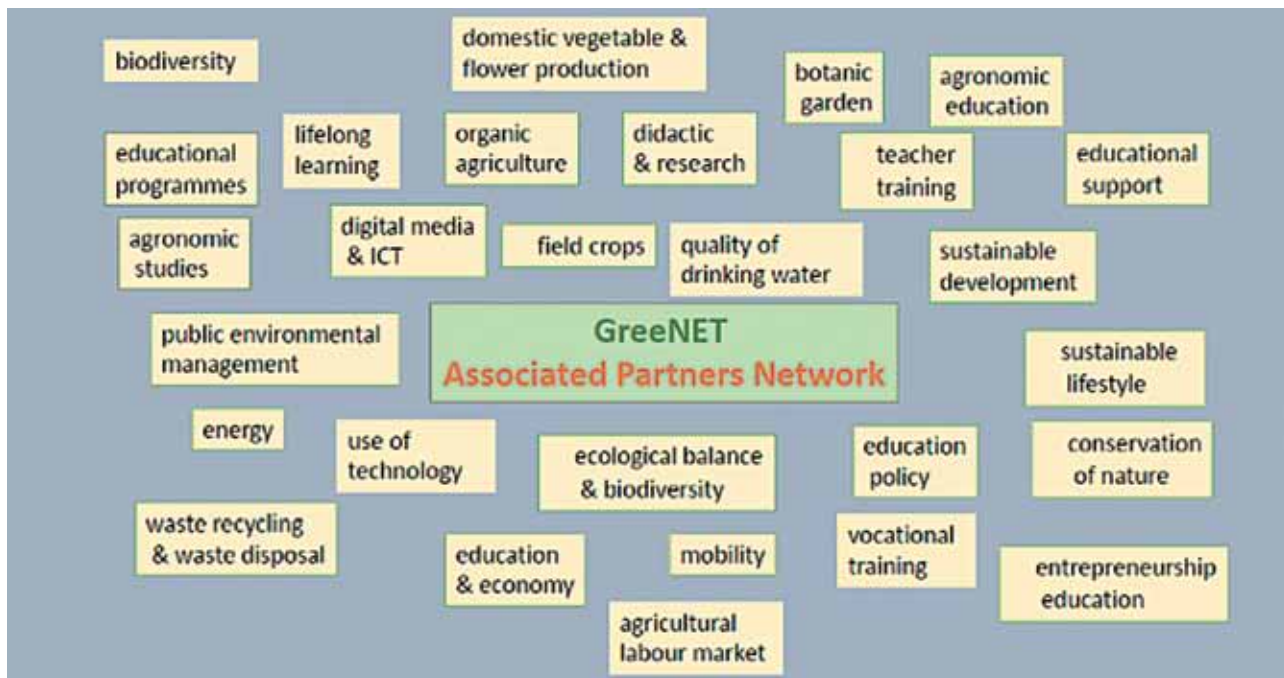 biodiversity
domestic vegetable &
flower production
botanic
garden
agronomic
education
educational
programmes
lifelong
learning
organic
agriculture
didactic
& research
teacher
training
educational
support
agronomic
studies
digital media
& ICT
field crops
quality of
drinking water
sustainable
development
public environmental
management
GreeNET
Associated Partners Network
sustainable
lifestyle
energy
use of
technology
ecological balance
& biodiversity
education
policy
conservation
of nature
waste recycling
& waste disposal
education
& economy
mobility
vocational
training
entrepreneurship
education
agricultural
labour market